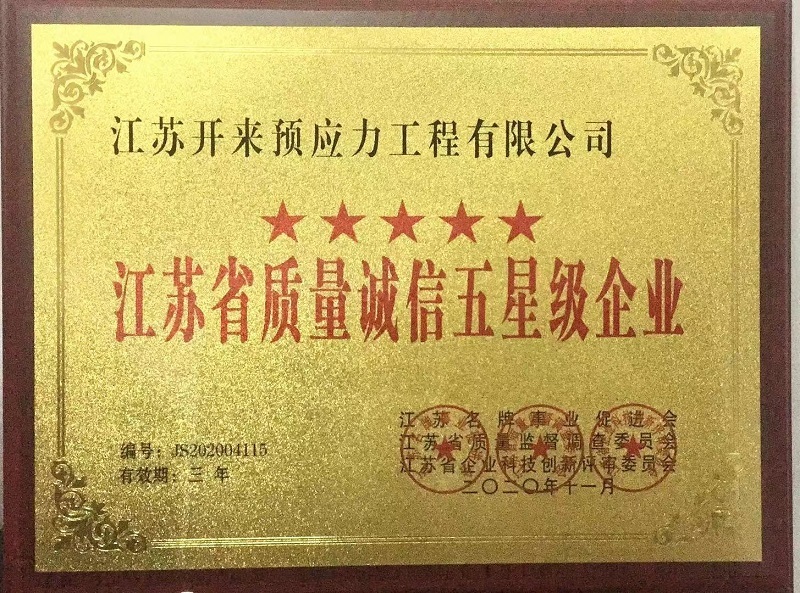 江苏开来预应力工程有限公司
★★★★★
江苏省质量诚信五星级企业
编号: JS202004115
有效期: 三 年
江苏名牌事业促进会
江苏省质量监督调查委员会
江苏省企业科技创新评审委员会
二〇二〇年十一月